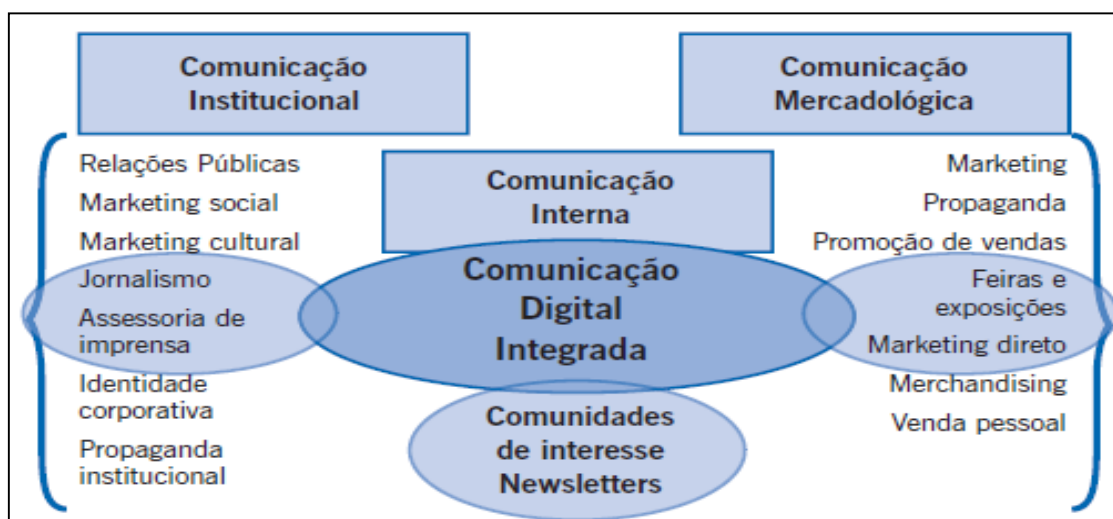 Comunicação
Institucional
Comunicação
Mercadológica
Relações Públicas
Marketing social
Marketing cultural
Jornalismo
Assessoria de
imprensa
Identidade
corporativa
Propaganda
institucional
Comunicação
Interna
Comunicação
Digital
Integrada
Comunidades
de interesse
Newsletters
Marketing
Propaganda
Promoção de vendas
Feiras e
exposições
Marketing direto
Merchandising
Venda pessoal